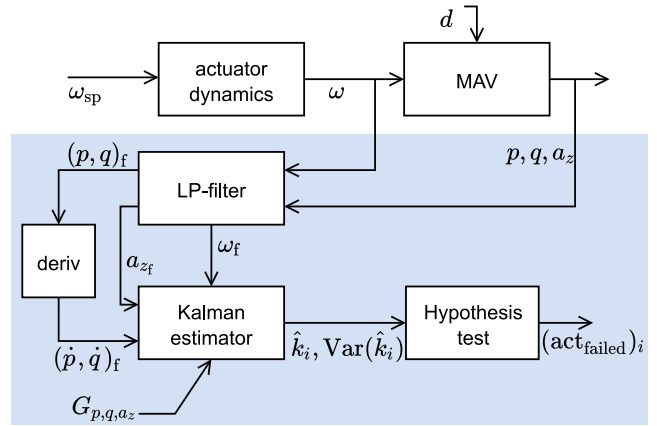 d
actuator
dynamics
MAV
ω_sp
ω
(p, q)_f
p, q, a_z
LP-filter
deriv
a_{z_f}
ω_f
Kalman
estimator
Hypothesis
test
(ṗ, q̇)_f
k̂_i, Var(k̂_i)
(act_failed)_i
G_{p,q,a_z}